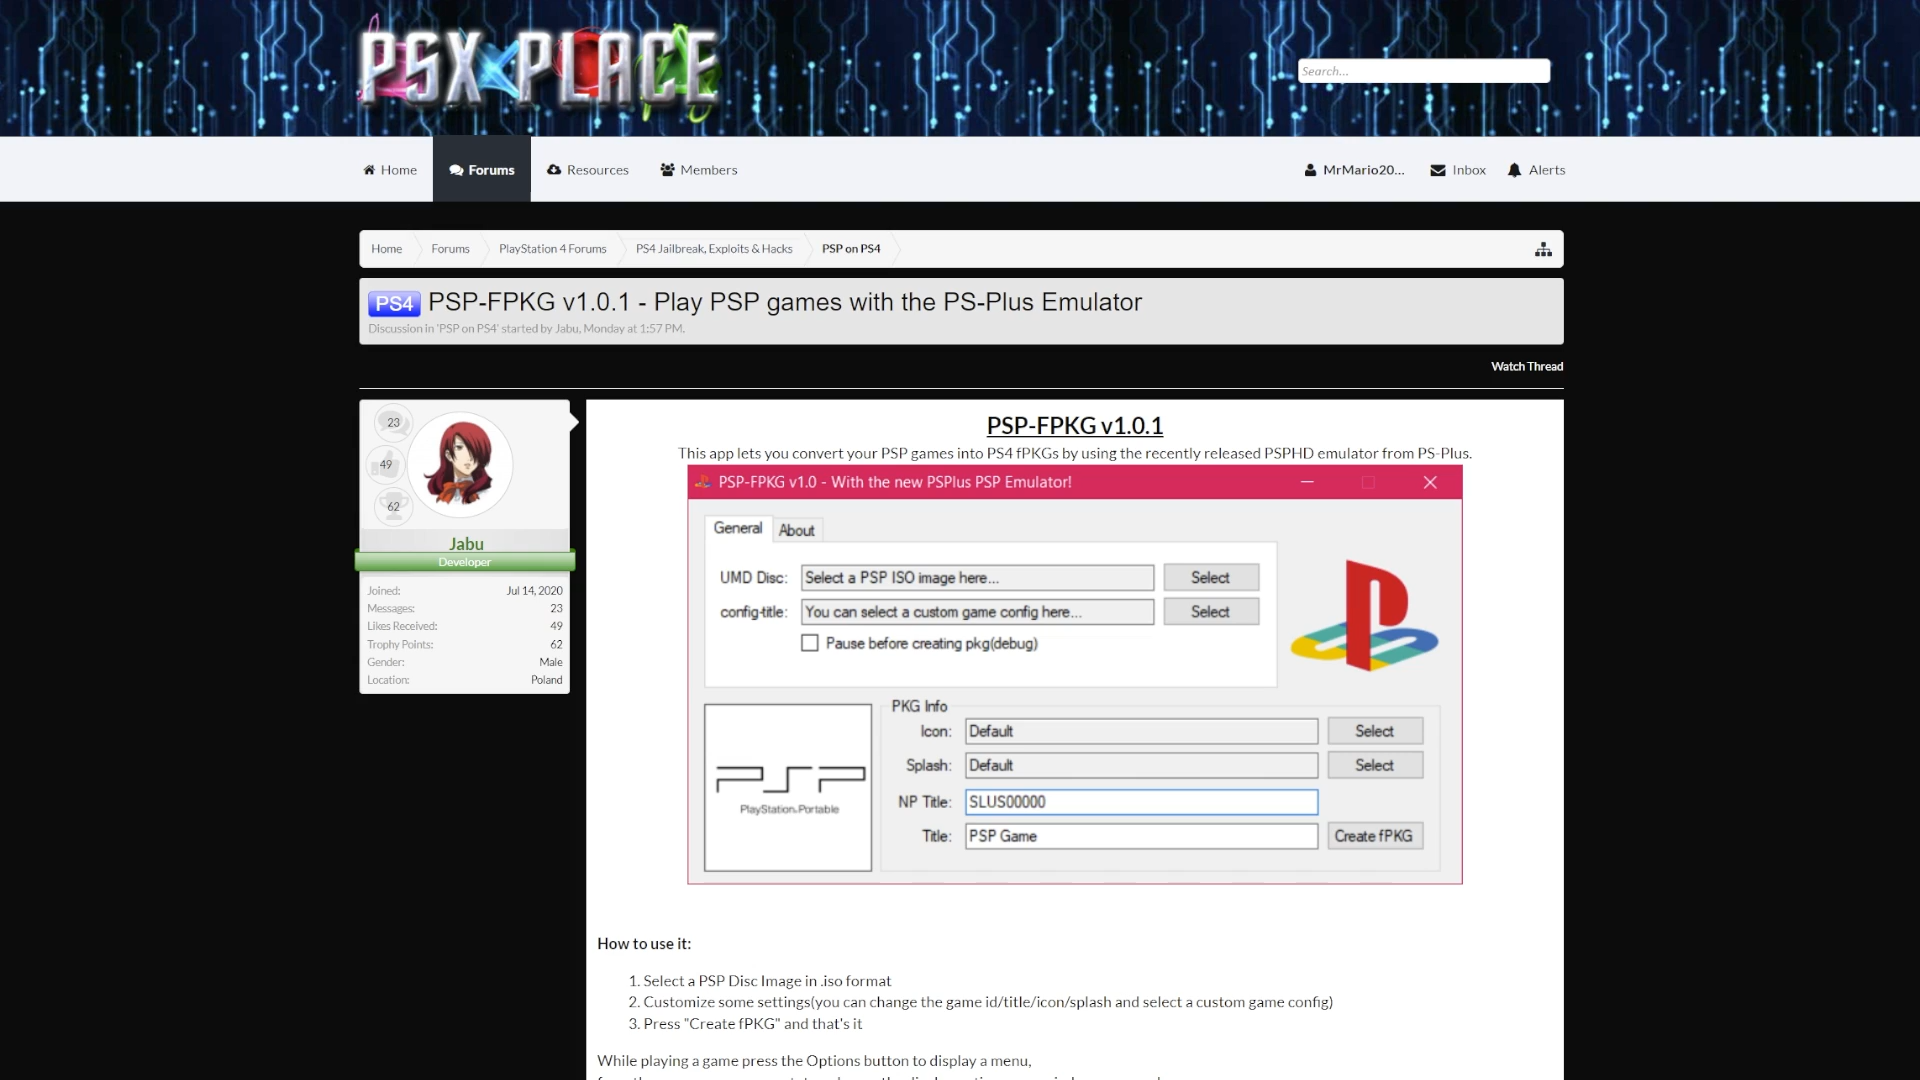 PSX PLACE
Search...
Home
Forums
Resources
Members
MrMario20...
Inbox
Alerts
Home
Forums
PlayStation 4 Forums
PS4 Jailbreak, Exploits & Hacks
PSP on PS4
PS4 PSP-FPKG v1.0.1 - Play PSP games with the PS-Plus Emulator
Discussion in 'PSP on PS4' started by Jabu, Monday at 1:57 PM.
Watch Thread
23
49
62
Jabu
Developer
Joined: Jul 14, 2020
Messages: 23
Likes Received: 49
Trophy Points: 62
Gender: Male
Location: Poland
PSP-FPKG v1.0.1
This app lets you convert your PSP games into PS4 fPKGs by using the recently released PSPHD emulator from PS-Plus.
PSP-FPKG v1.0 - With the new PSPlus PSP Emulator!
General
About
UMD Disc: Select a PSP ISO image here... Select
config-title: You can select a custom game config here... Select
Pause before creating pkg(debug)
PSP
PlayStation Portable
PKG Info
Icon: Default Select
Splash: Default Select
NP Title: SLUS00000
Title: PSP Game Create fPKG
How to use it:
1. Select a PSP Disc Image in .iso format
2. Customize some settings(you can change the game id/title/icon/splash and select a custom game config)
3. Press "Create fPKG" and that's it
While playing a game press the Options button to display a menu,